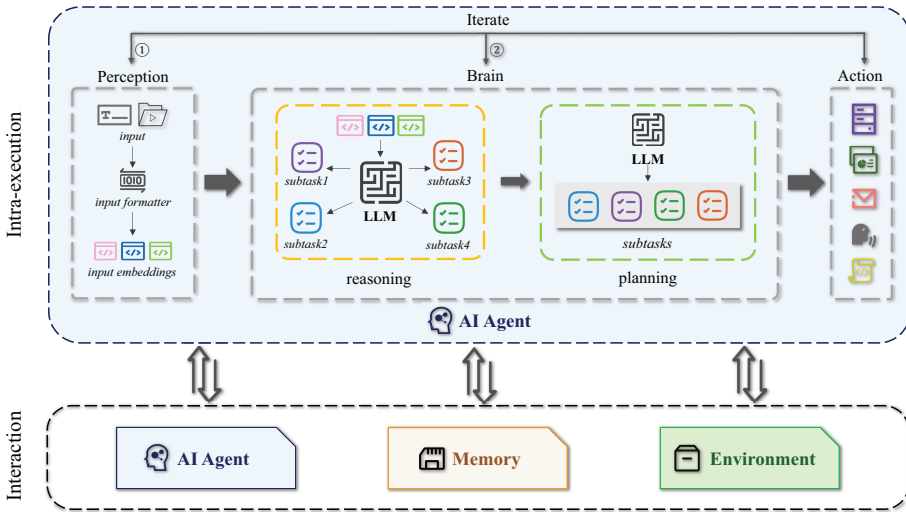 Iterate
①
②
Perception
Brain
Action
Intra-execution
T
input
1010
input formatter
input embeddings
</>
</>
</>
</>
</>
</>
subtask1
subtask3
LLM
subtask2
subtask4
reasoning
LLM
subtasks
planning
AI Agent
Interaction
AI Agent
Memory
Environment